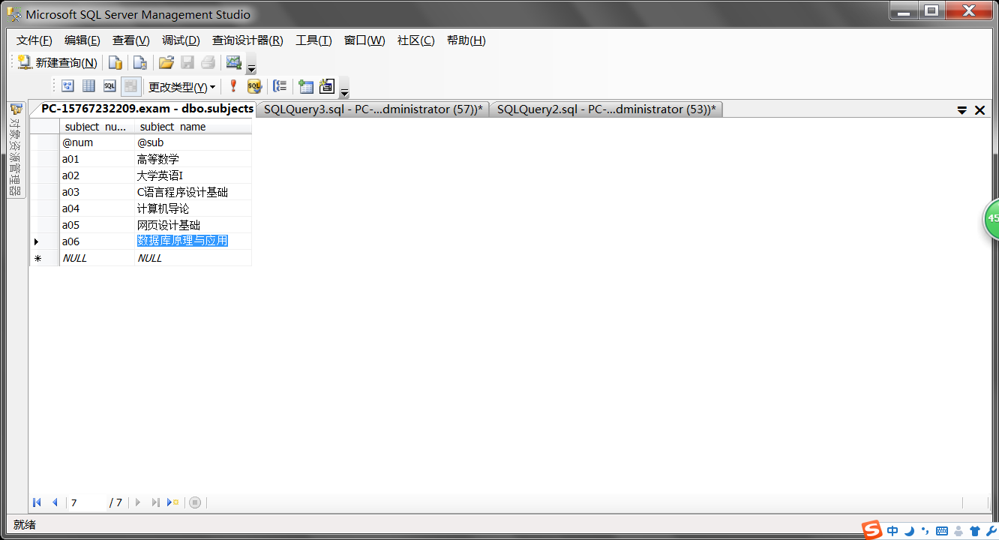 Microsoft SQL Server Management Studio
文件(F) 编辑(E) 查看(V) 调试(D) 查询设计器(R) 工具(T) 窗口(W) 社区(C) 帮助(H)
新建查询(N)
SQL 更改类型(Y) SQL
对象资源管理器
PC-15767232209.exam - dbo.subjects SQLQuery3.sql - PC-...dministrator (57))* SQLQuery2.sql - PC-...dministrator (53))*
subject_nu... subject_name
@num @sub
a01 高等数学
a02 大学英语I
a03 C语言程序设计基础
a04 计算机导论
a05 网页设计基础
a06 数据库原理与应用
NULL NULL
45
7 / 7
就绪
S 中